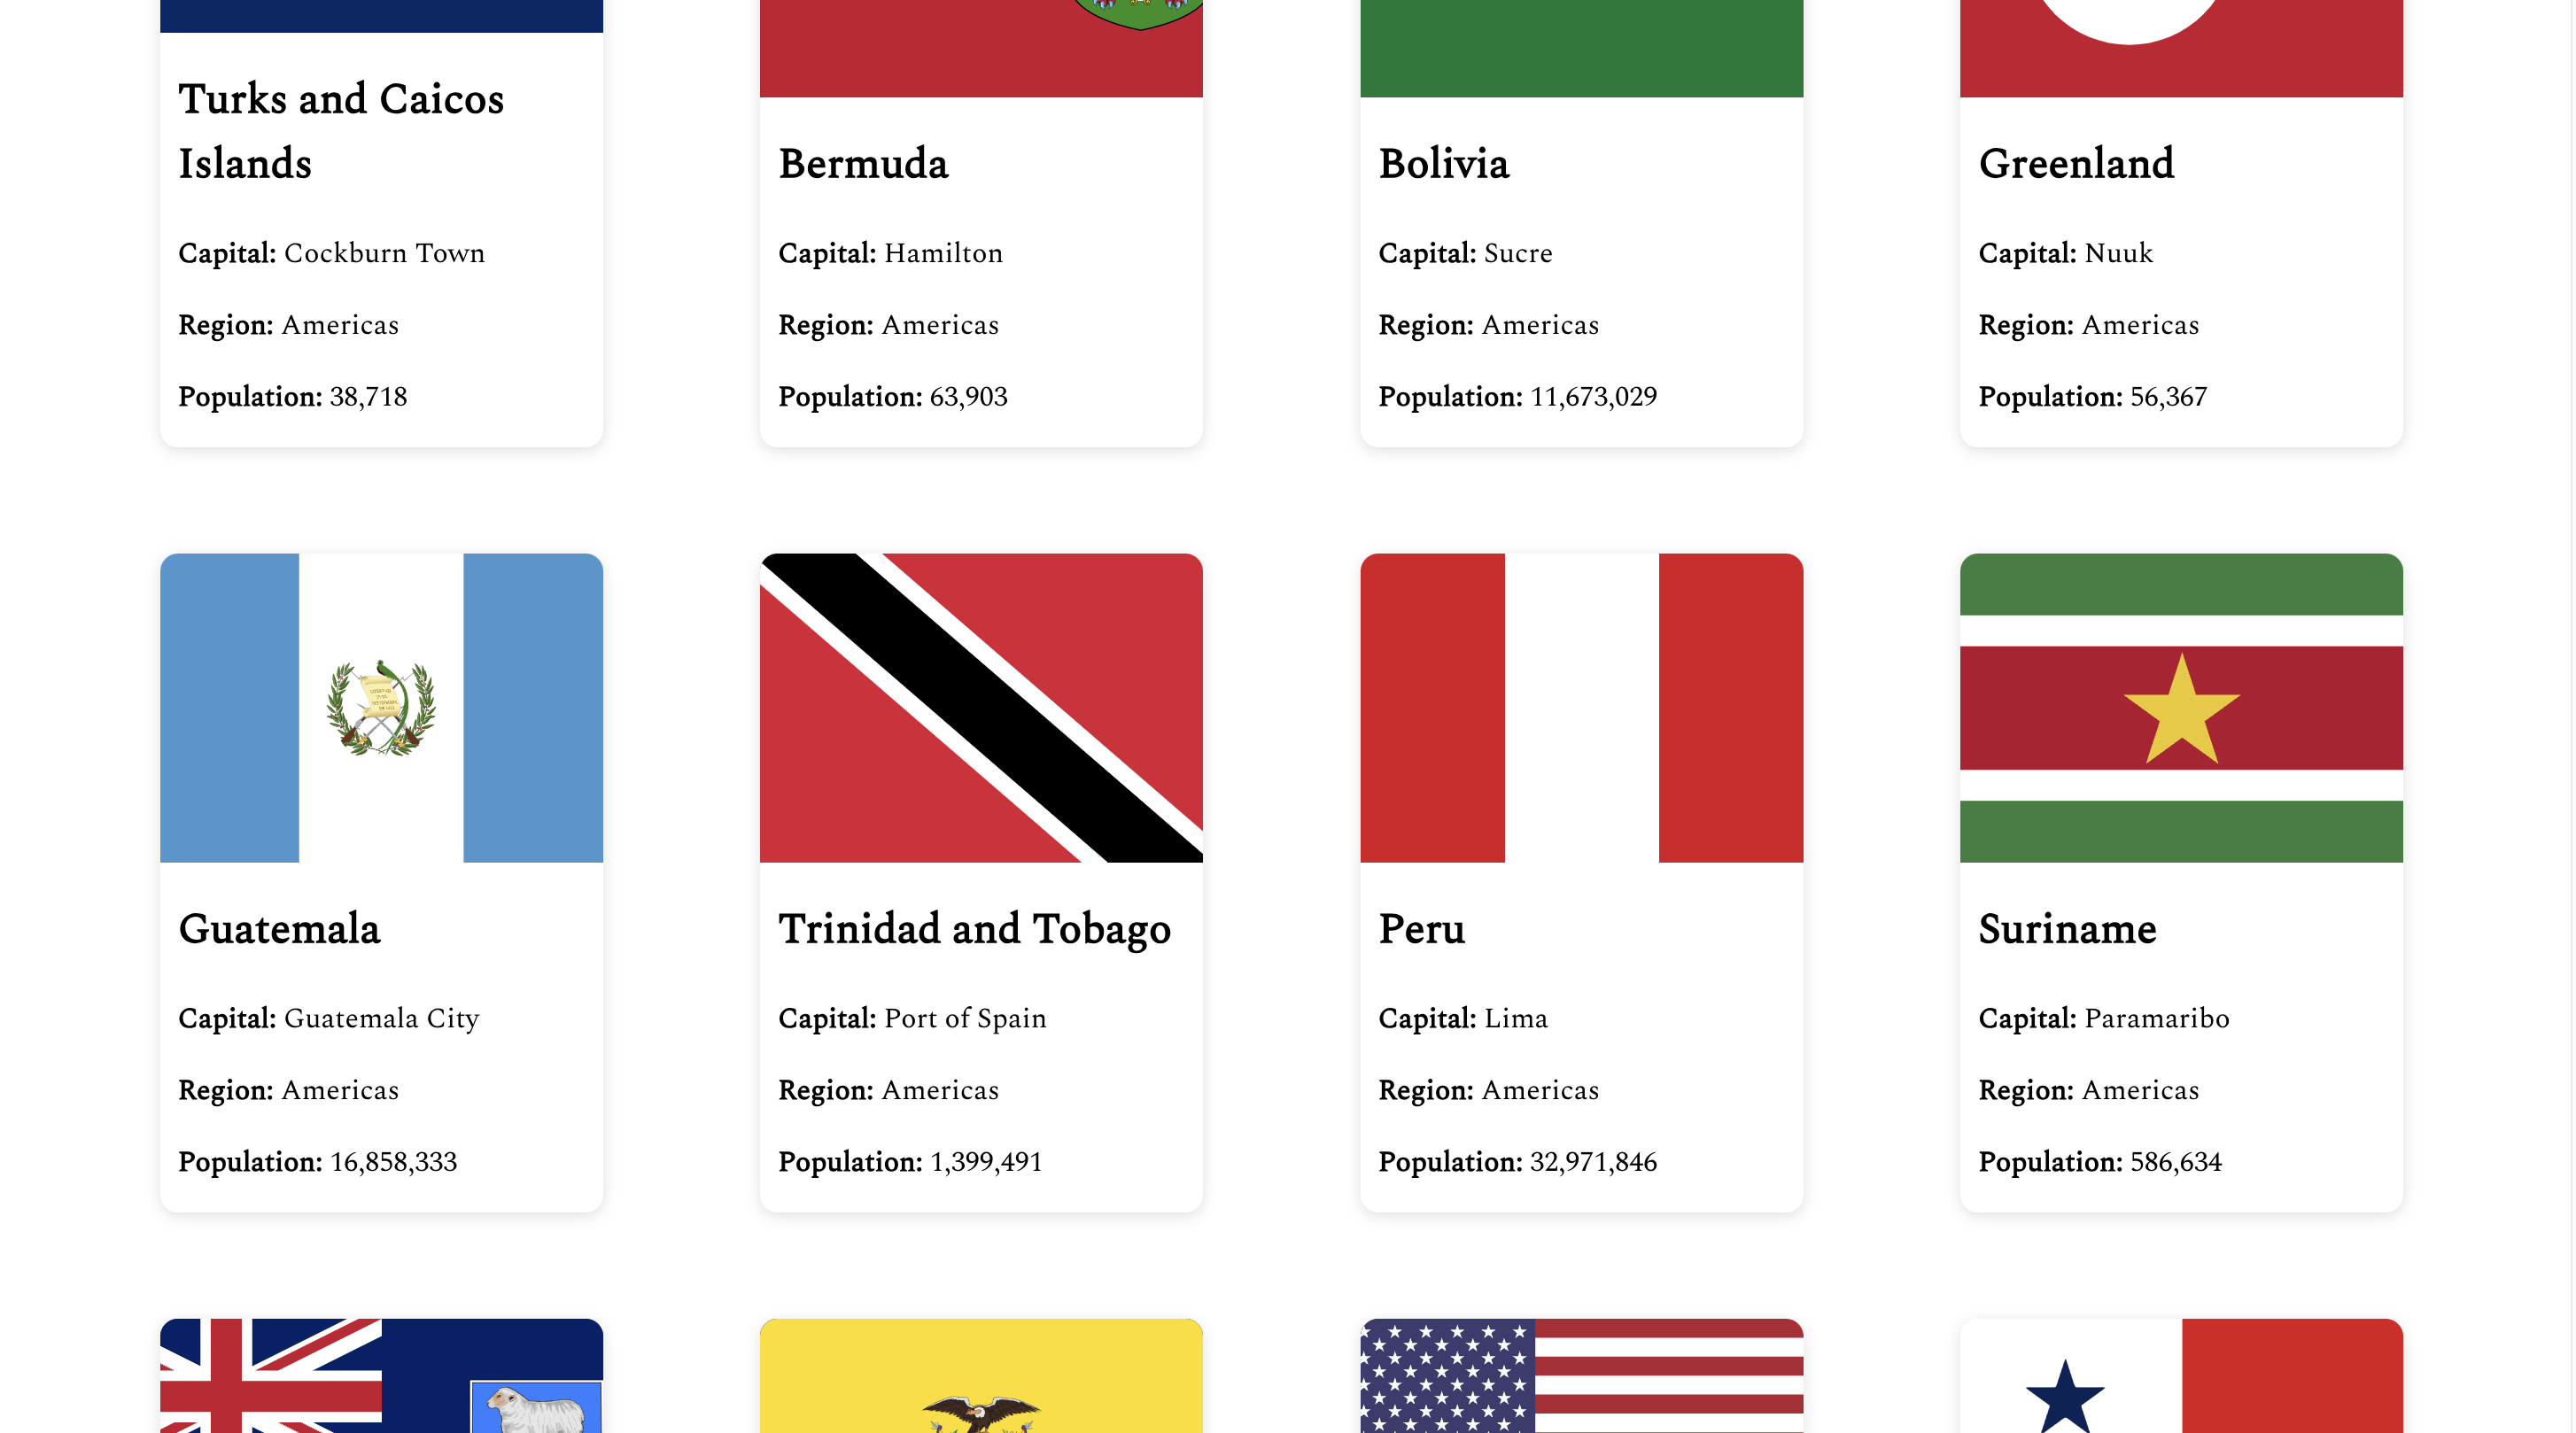 Turks and Caicos
Islands
Capital: Cockburn Town
Region: Americas
Population: 38,718
Bermuda
Capital: Hamilton
Region: Americas
Population: 63,903
Bolivia
Capital: Sucre
Region: Americas
Population: 11,673,029
Greenland
Capital: Nuuk
Region: Americas
Population: 56,367
Guatemala
Capital: Guatemala City
Region: Americas
Population: 16,858,333
Trinidad and Tobago
Capital: Port of Spain
Region: Americas
Population: 1,399,491
Peru
Capital: Lima
Region: Americas
Population: 32,971,846
Suriname
Capital: Paramaribo
Region: Americas
Population: 586,634